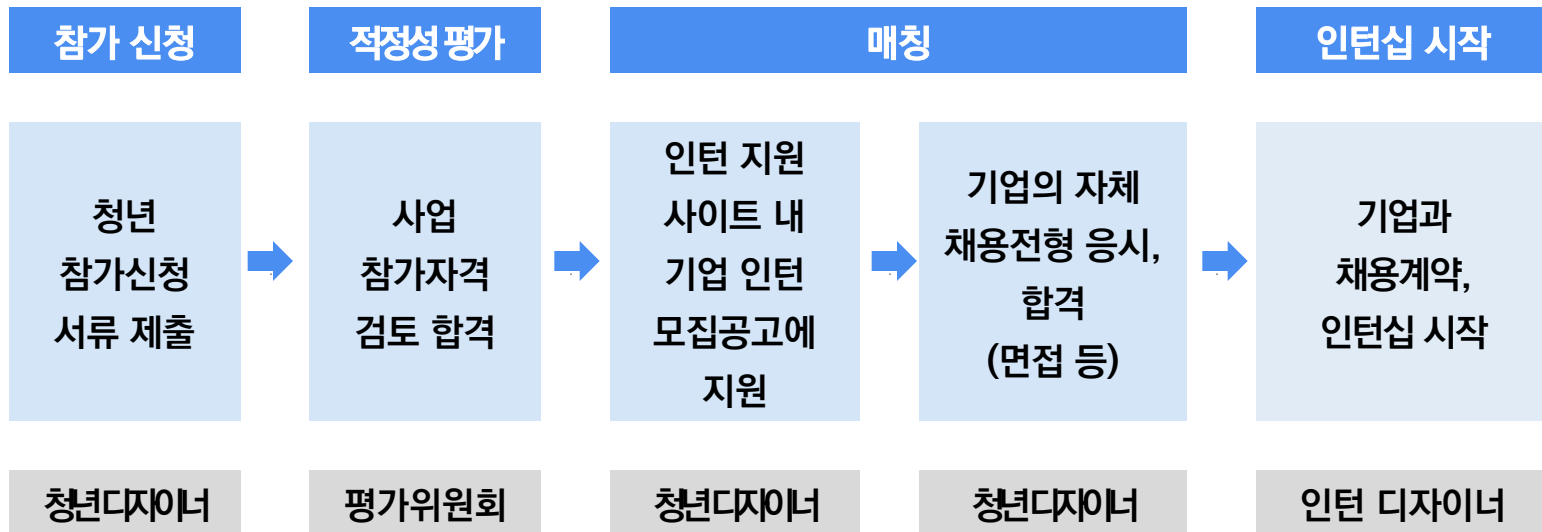 참가 신청
적정성 평가
매칭
인턴십 시작
청년
참가신청
서류 제출
사업
참가자격
검토 합격
인턴 지원
사이트 내
기업 인턴
모집공고에
지원
기업의 자체
채용전형 응시,
합격
(면접 등)
기업과
채용계약,
인턴십 시작
청년디자이너
평가위원회
청년디자이너
청년디자이너
인턴 디자이너